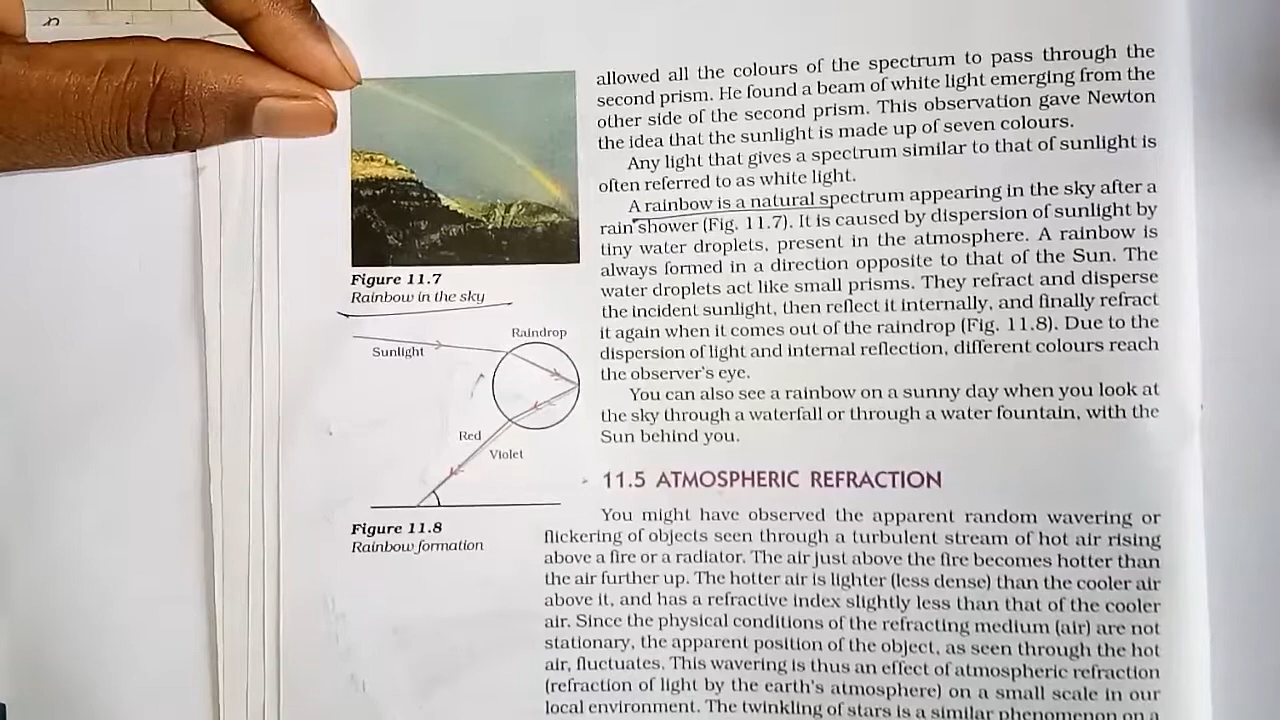 allowed all the colours of the spectrum to pass through the
second prism. He found a beam of white light emerging from the
other side of the second prism. This observation gave Newton
the idea that the sunlight is made up of seven colours.
Any light that gives a spectrum similar to that of sunlight is
often referred to as white light.
A rainbow is a natural spectrum appearing in the sky after a
rain shower (Fig. 11.7). It is caused by dispersion of sunlight by
tiny water droplets, present in the atmosphere. A rainbow is
always formed in a direction opposite to that of the Sun. The
water droplets act like small prisms. They refract and disperse
the incident sunlight, then reflect it internally, and finally refract
it again when it comes out of the raindrop (Fig. 11.8). Due to the
dispersion of light and internal reflection, different colours reach
the observer's eye.
You can also see a rainbow on a sunny day when you look at
the sky through a waterfall or through a water fountain, with the
Sun behind you.
Figure 11.7
Rainbow in the sky
Raindrop
Sunlight
Red
Violet
Figure 11.8
Rainbow formation
11.5 ATMOSPHERIC REFRACTION
You might have observed the apparent random wavering or
flickering of objects seen through a turbulent stream of hot air rising
above a fire or a radiator. The air just above the fire becomes hotter than
the air further up. The hotter air is lighter (less dense) than the cooler air
above it, and has a refractive index slightly less than that of the cooler
air. Since the physical conditions of the refracting medium (air) are not
stationary, the apparent position of the object, as seen through the hot
air, fluctuates. This wavering is thus an effect of atmospheric refraction
(refraction of light by the earth's atmosphere) on a small scale in our
local environment. The twinkling of stars is a similar phenomenon on a